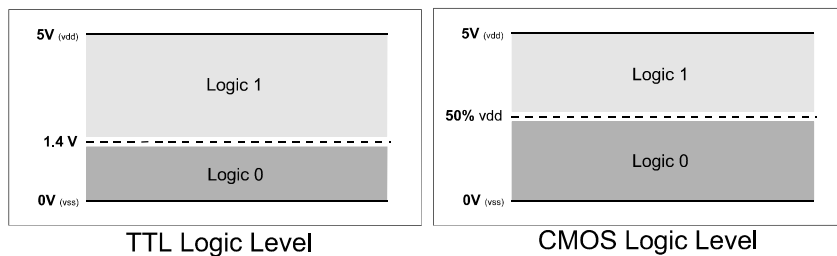 5V (vdd)
Logic 1
1.4 V
Logic 0
0V (vss)
TTL Logic Level
5V (vdd)
Logic 1
50% vdd
Logic 0
0V (vss)
CMOS Logic Level